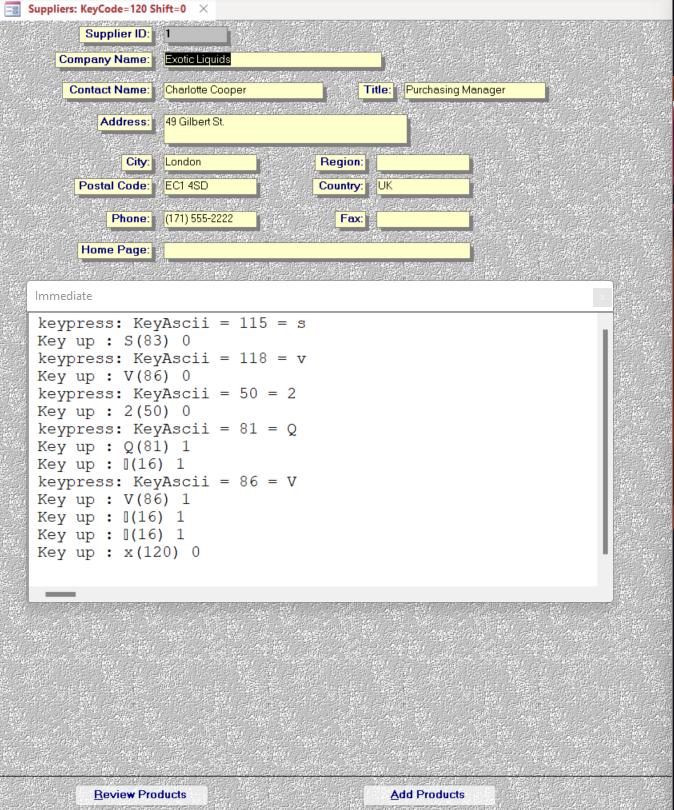 Suppliers: KeyCode=120 Shift=0
Supplier ID: 1
Company Name: Exotic Liquids
Contact Name: Charlotte Cooper Title: Purchasing Manager
Address: 49 Gilbert St.
City: London Region:
Postal Code: EC1 4SD Country: UK
Phone: (171) 555-2222 Fax:
Home Page:
Immediate
keypress: KeyAscii = 115 = s
Key up : S(83) 0
keypress: KeyAscii = 118 = v
Key up : V(86) 0
keypress: KeyAscii = 50 = 2
Key up : 2(50) 0
keypress: KeyAscii = 81 = Q
Key up : Q(81) 1
Key up : ▯(16) 1
keypress: KeyAscii = 86 = V
Key up : V(86) 1
Key up : ▯(16) 1
Key up : ▯(16) 1
Key up : x(120) 0
Review Products Add Products